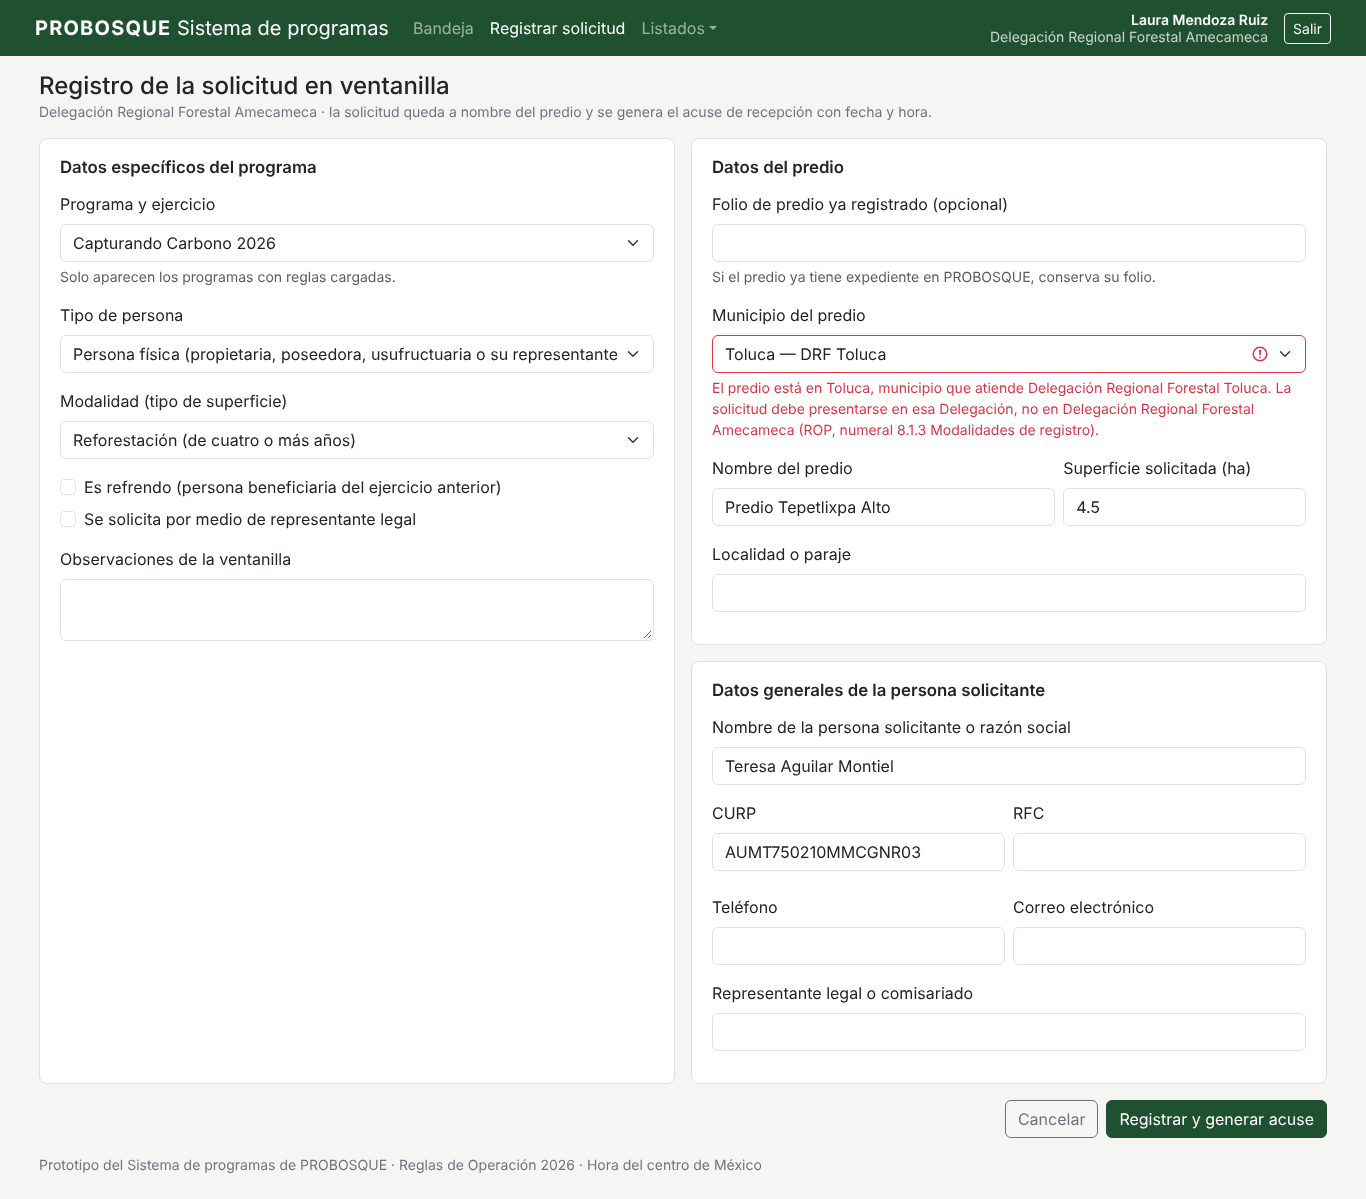 PROBOSQUE Sistema de programas
Bandeja
Registrar solicitud
Listados
Laura Mendoza Ruiz
Delegación Regional Forestal Amecameca
Salir
Registro de la solicitud en ventanilla
Delegación Regional Forestal Amecameca · la solicitud queda a nombre del predio y se genera el acuse de recepción con fecha y hora.
Datos específicos del programa
Programa y ejercicio
Capturando Carbono 2026
Solo aparecen los programas con reglas cargadas.
Tipo de persona
Persona física (propietaria, poseedora, usufructuaria o su representante
Modalidad (tipo de superficie)
Reforestación (de cuatro o más años)
Es refrendo (persona beneficiaria del ejercicio anterior)
Se solicita por medio de representante legal
Observaciones de la ventanilla
Datos del predio
Folio de predio ya registrado (opcional)
Si el predio ya tiene expediente en PROBOSQUE, conserva su folio.
Municipio del predio
Toluca — DRF Toluca
El predio está en Toluca, municipio que atiende Delegación Regional Forestal Toluca. La
solicitud debe presentarse en esa Delegación, no en Delegación Regional Forestal
Amecameca (ROP, numeral 8.1.3 Modalidades de registro).
Nombre del predio
Superficie solicitada (ha)
Predio Tepetlixpa Alto
4.5
Localidad o paraje
Datos generales de la persona solicitante
Nombre de la persona solicitante o razón social
Teresa Aguilar Montiel
CURP
RFC
AUMT750210MMCGNR03
Teléfono
Correo electrónico
Representante legal o comisariado
Cancelar
Registrar y generar acuse
Prototipo del Sistema de programas de PROBOSQUE · Reglas de Operación 2026 · Hora del centro de México